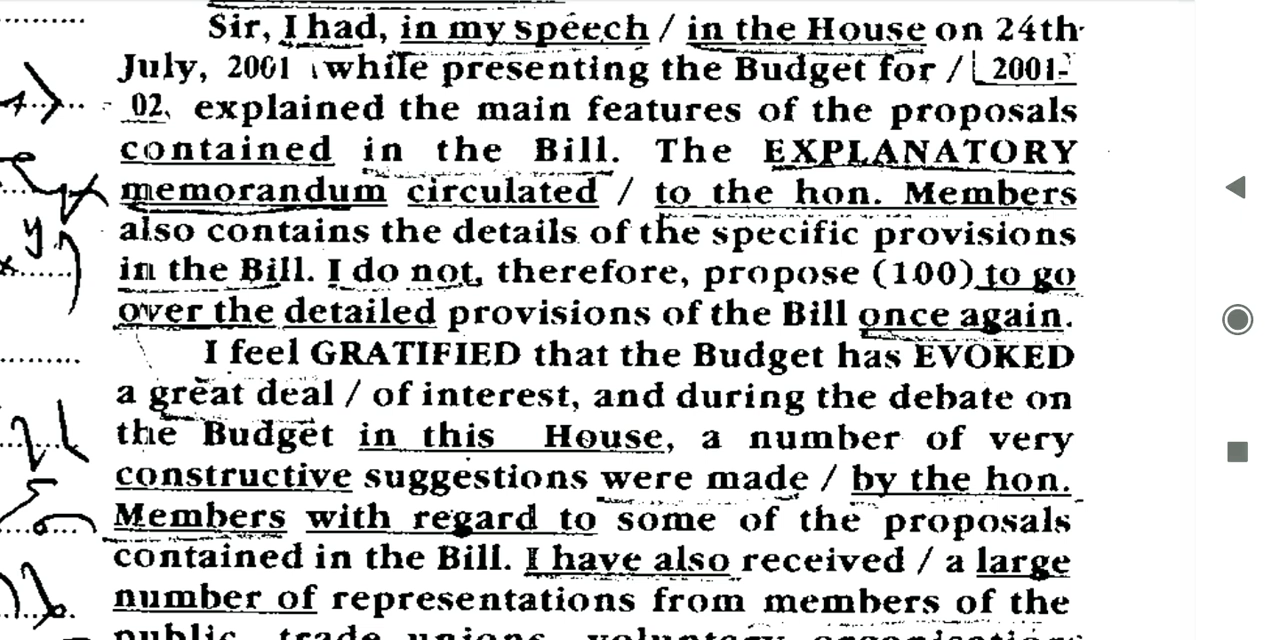 Sir, I had, in my speech / in the House on 24th
July, 2001 while presenting the Budget for / 2001-
02, explained the main features of the proposals
contained in the Bill. The EXPLANATORY
memorandum circulated / to the hon. Members
also contains the details of the specific provisions
in the Bill. I do not, therefore, propose (100) to go
over the detailed provisions of the Bill once again.
I feel GRATIFIED that the Budget has EVOKED
a great deal / of interest, and during the debate on
the Budget in this House, a number of very
constructive suggestions were made / by the hon.
Members with regard to some of the proposals
contained in the Bill. I have also received / a large
number of representations from members of the
public, trade unions, voluntary organisations